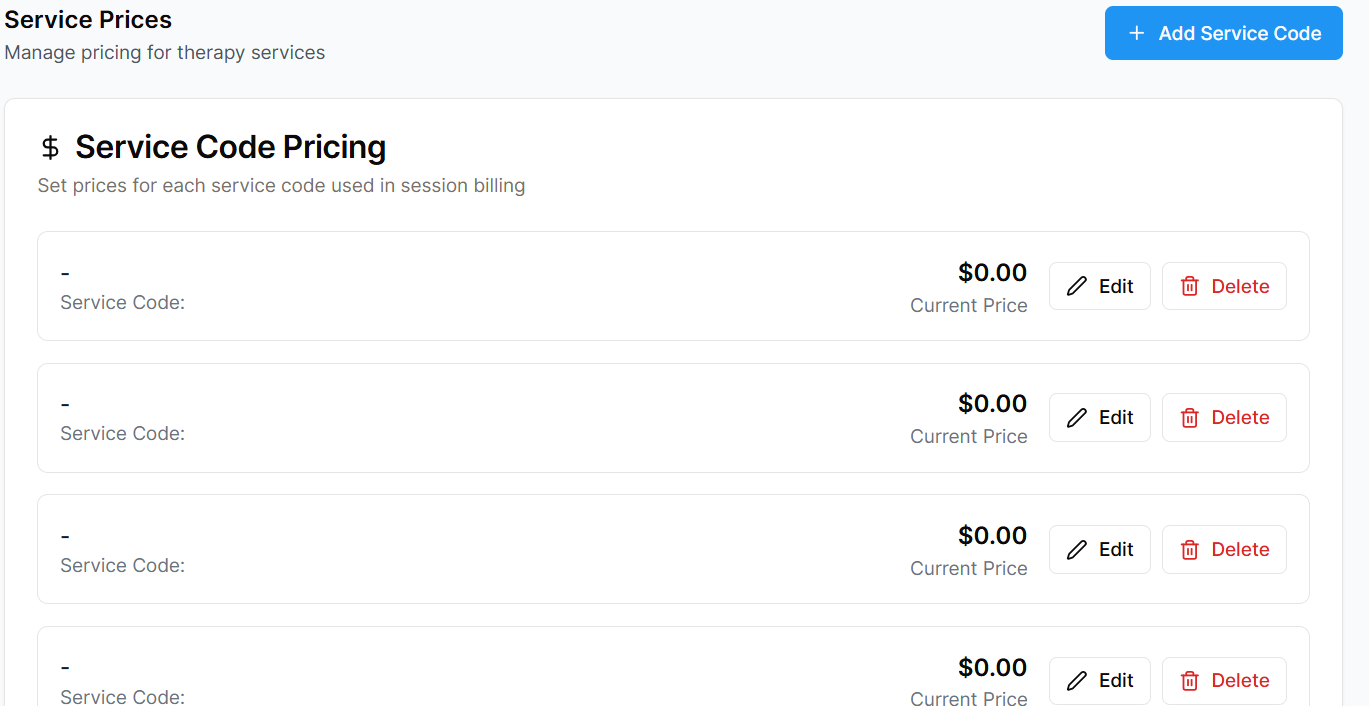 Service Prices
Manage pricing for therapy services
+ Add Service Code
$ Service Code Pricing
Set prices for each service code used in session billing
-
Service Code:
$0.00
Current Price
Edit
Delete
-
Service Code:
$0.00
Current Price
Edit
Delete
-
Service Code:
$0.00
Current Price
Edit
Delete
-
Service Code:
$0.00
Current Price
Edit
Delete